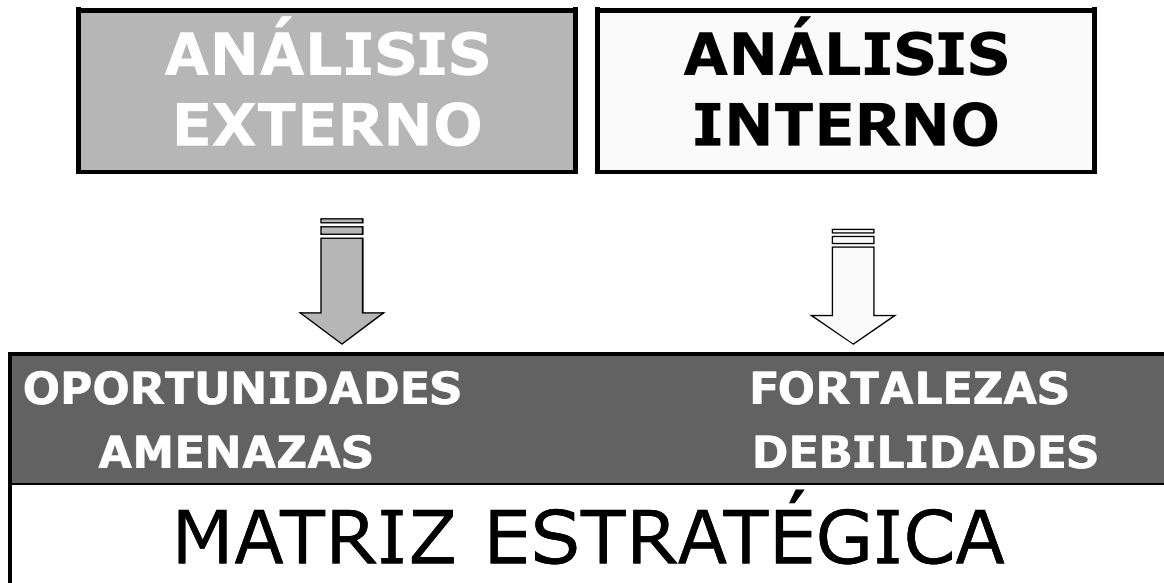 ANÁLISIS
EXTERNO
ANÁLISIS
INTERNO
OPORTUNIDADES
AMENAZAS
FORTALEZAS
DEBILIDADES
MATRIZ ESTRATÉGICA